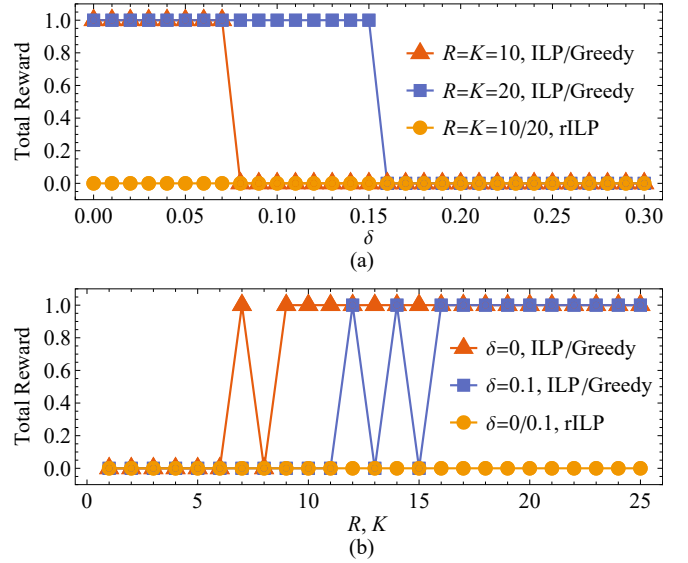 Total Reward
1.0
0.8
0.6
0.4
0.2
0.0
R=K=10, ILP/Greedy
R=K=20, ILP/Greedy
R=K=10/20, rILP
0.00 0.05 0.10 0.15 0.20 0.25 0.30
δ
(a)
Total Reward
1.0
0.8
0.6
0.4
0.2
0.0
δ=0, ILP/Greedy
δ=0.1, ILP/Greedy
δ=0/0.1, rILP
0 5 10 15 20 25
R, K
(b)